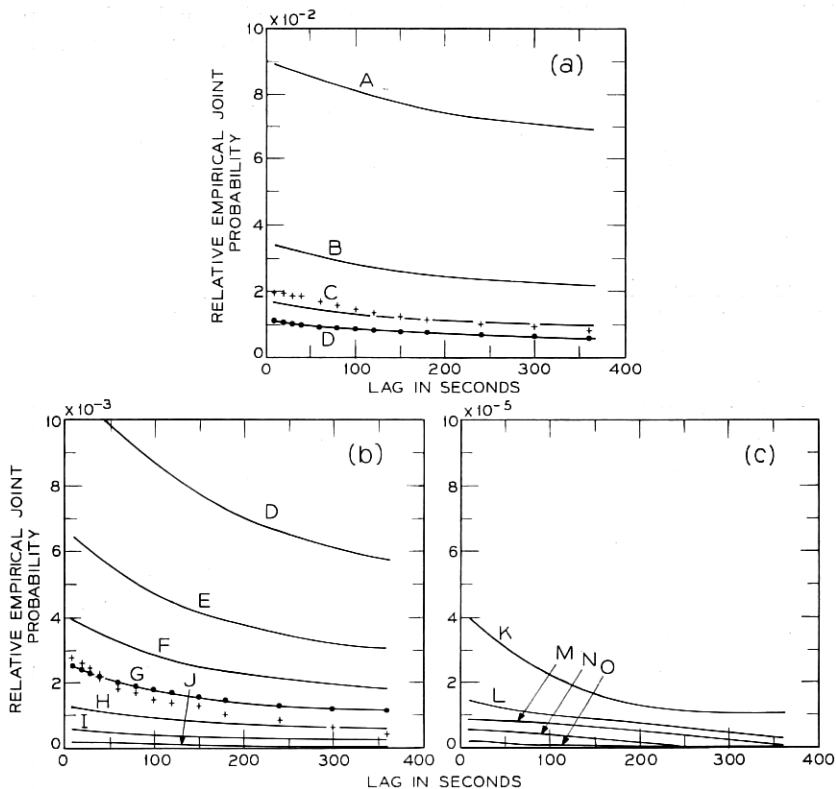 × 10⁻²
10
(a)
A
8
6
4
B
C
2
D
0
0 100 200 300 400
RELATIVE EMPIRICAL JOINT
PROBABILITY
LAG IN SECONDS
× 10⁻³
10
(b)
8
D
6
E
4
F
G
J
2
H
I
0
0 100 200 300 400
RELATIVE EMPIRICAL JOINT
PROBABILITY
× 10⁻⁵
10
(c)
8
6
4
K
M
N
O
2
L
0
0 100 200 300 400
LAG IN SECONDS